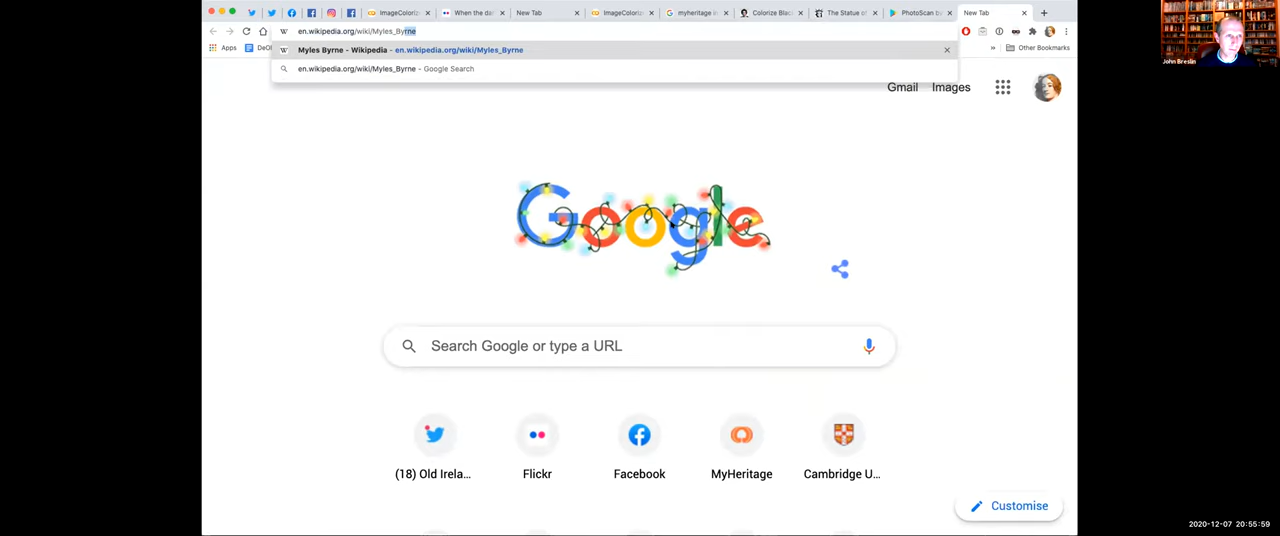 ImageColoriz
When the da
New Tab
ImageColoriz
myheritage i
Colorize Blac
The Statue of
PhotoScan b
New Tab
en.wikipedia.org/wiki/Myles_Byrne
Apps
DeO
Other Bookmarks
Myles Byrne - Wikipedia - en.wikipedia.org/wiki/Myles_Byrne
en.wikipedia.org/wiki/Myles_Byrne - Google Search
John Breslin
Gmail
Images
Google
Search Google or type a URL
(18) Old Irela...
Flickr
Facebook
MyHeritage
Cambridge U...
Customise
2020-12-07 20:55:59